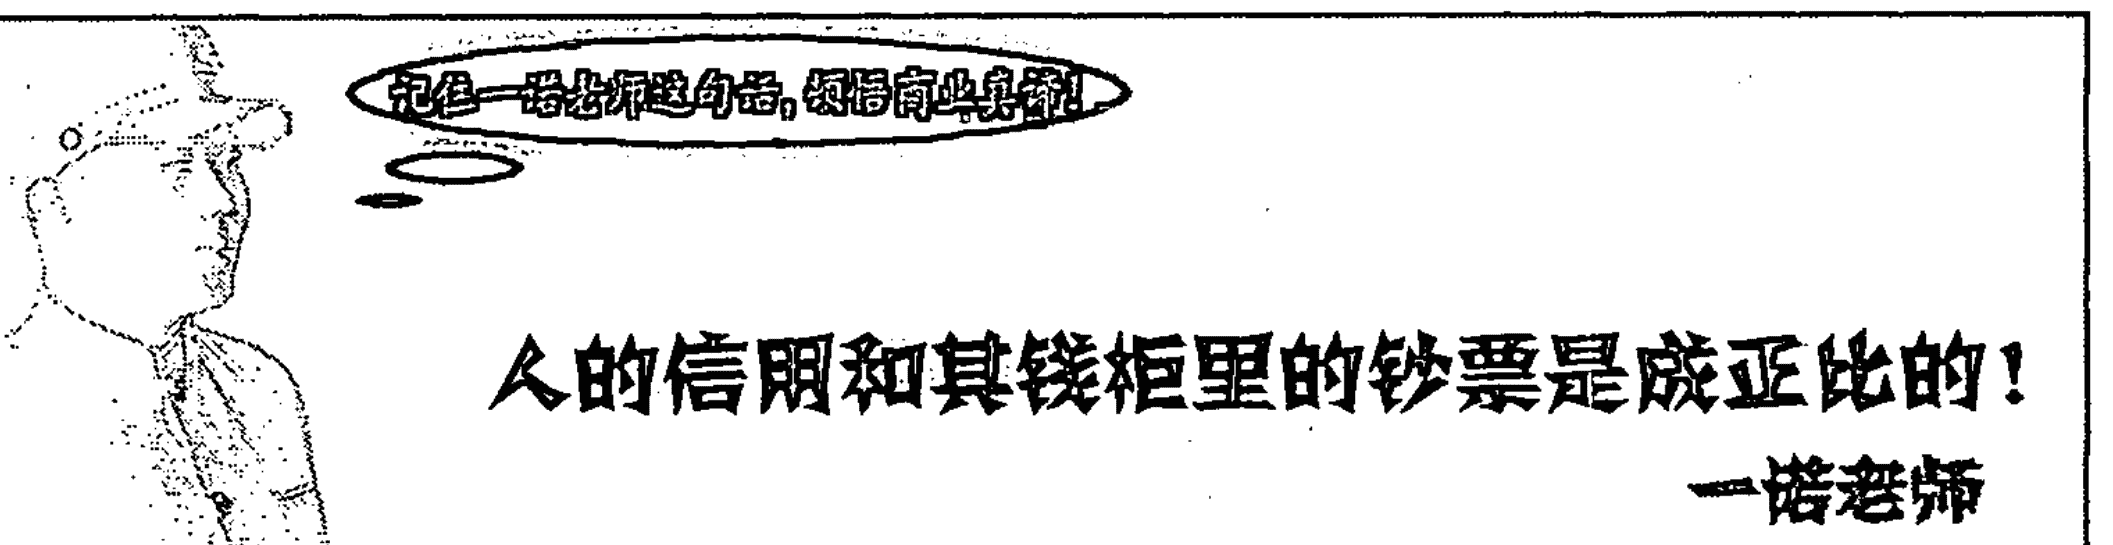 记住一诺老师这句话，领悟商业真谛！
人的信朋和其钱柜里的钞票是成正比的！
一诺老师